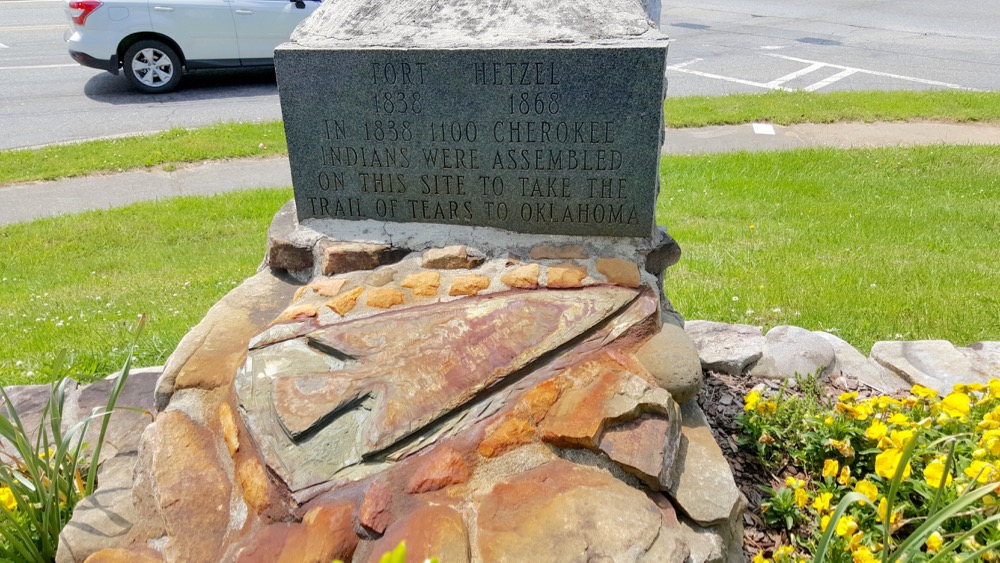 FORT HETZEL
1838 1868
IN 1838 1100 CHEROKEE
INDIANS WERE ASSEMBLED
ON THIS SITE TO TAKE THE
TRAIL OF TEARS TO OKLAHOMA